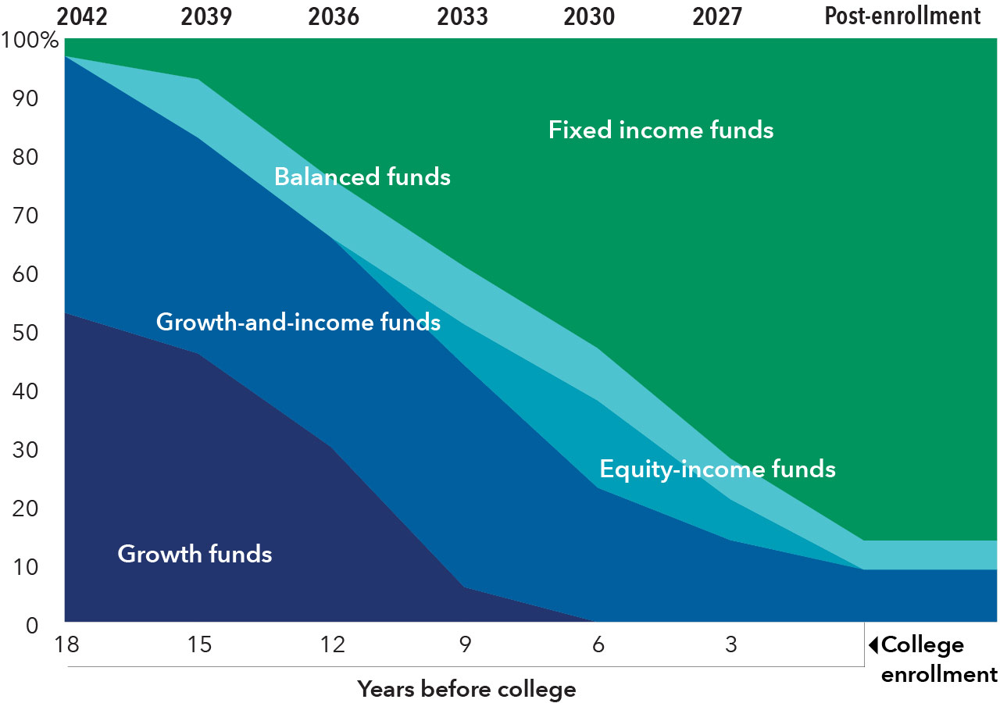 2042 2039 2036 2033 2030 2027 Post-enrollment
100%
90
Fixed income funds
80
Balanced funds
70
60
Growth-and-income funds
50
40
30
Equity-income funds
20
Growth funds
10
0
18 15 12 9 6 3 College
enrollment
Years before college